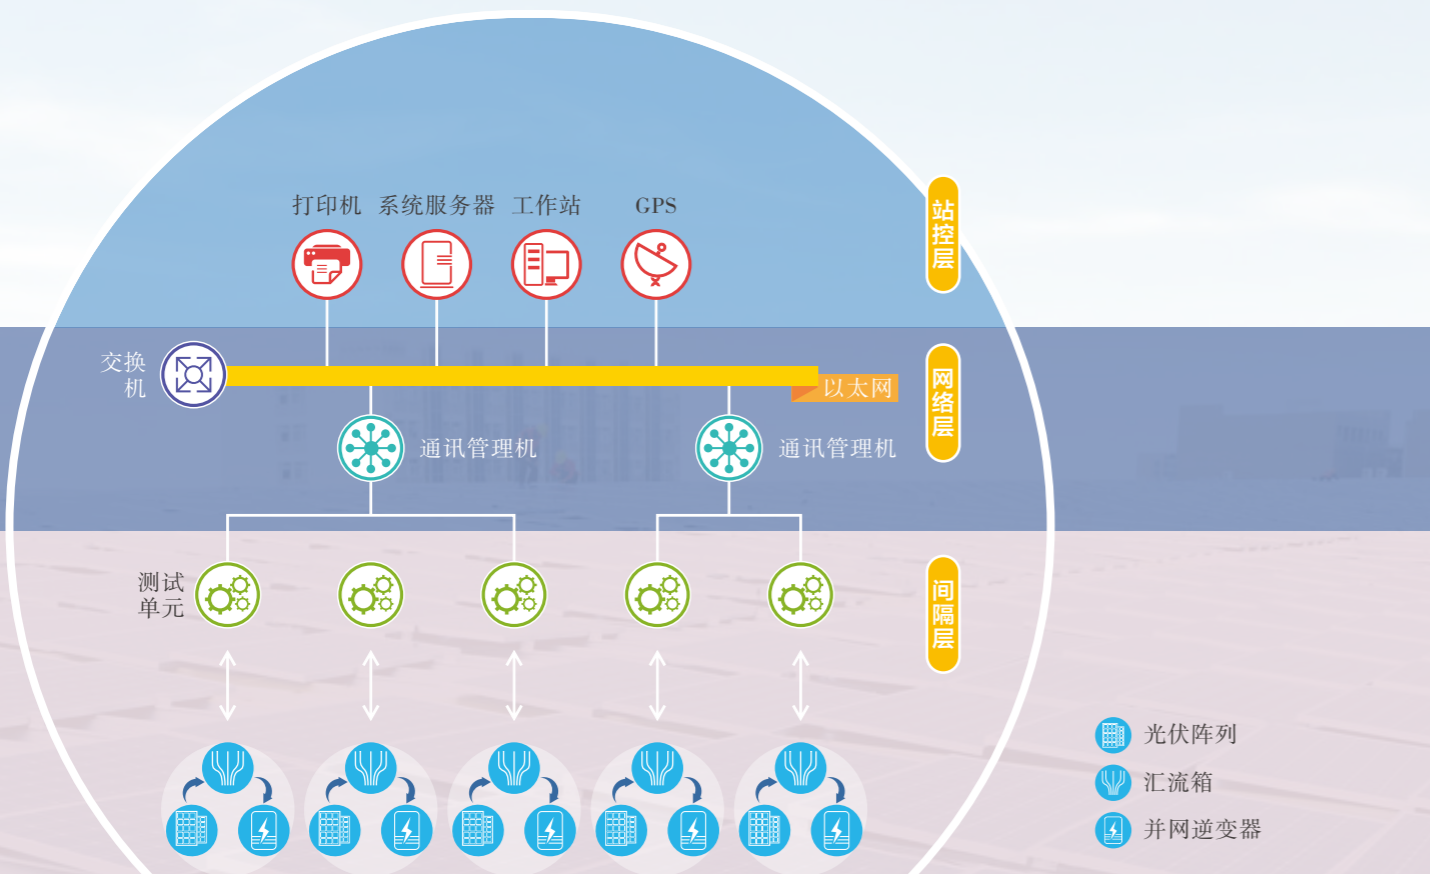 打印机 系统服务器 工作站 GPS
站控层
交换
机
以太网
网络层
通讯管理机 通讯管理机
测试
单元
间隔层
光伏阵列
汇流箱
并网逆变器